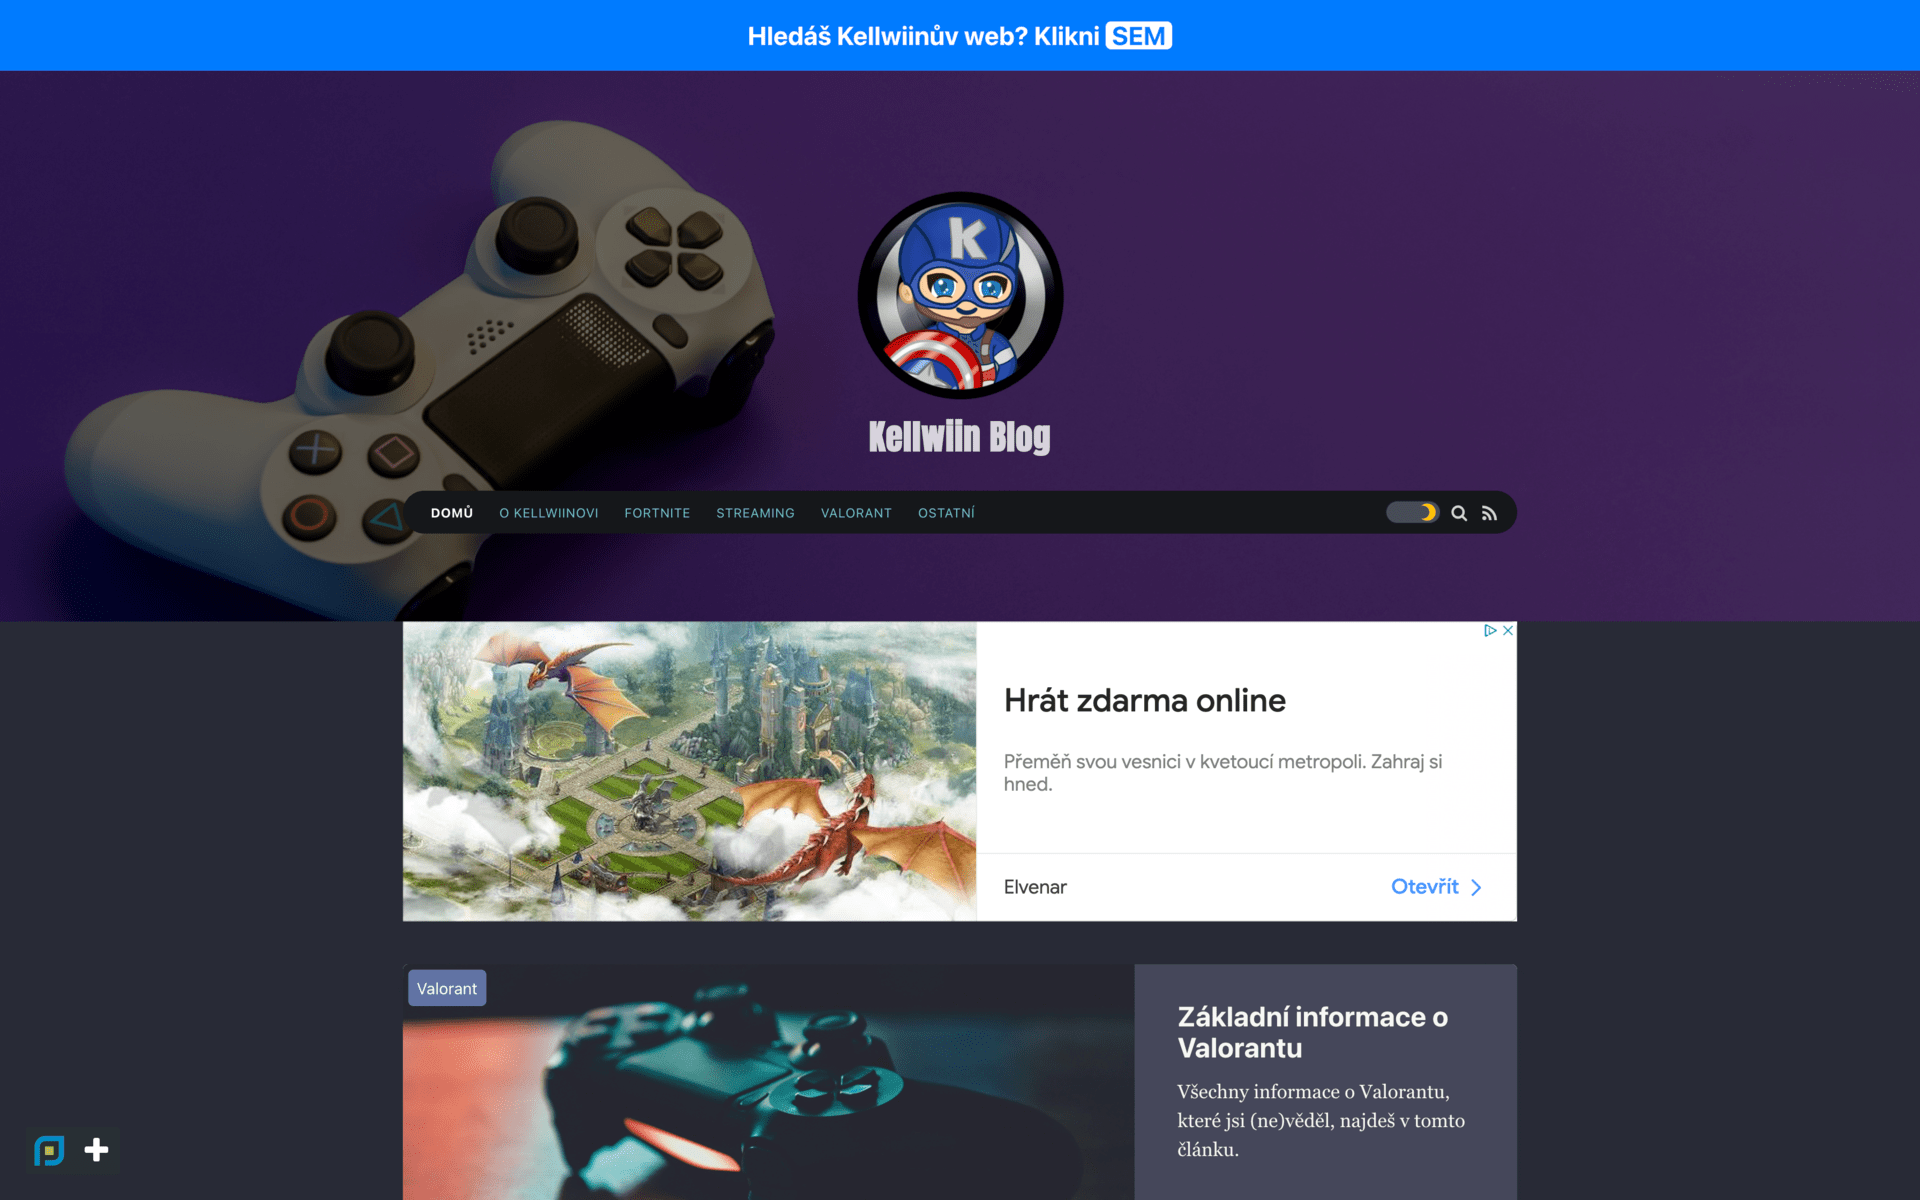 Hledáš Kellwiinův web? Klikni SEM
K
Kellwiin Blog
DOMŮ O KELLWIINOVI FORTNITE STREAMING VALORANT OSTATNÍ
Hrát zdarma online
Přeměň svou vesnici v kvetoucí metropoli. Zahraj si
hned.
Elvenar
Otevřít
Valorant
Základní informace o
Valorantu
Všechny informace o Valorantu,
které jsi (ne)věděl, najdeš v tomto
článku.